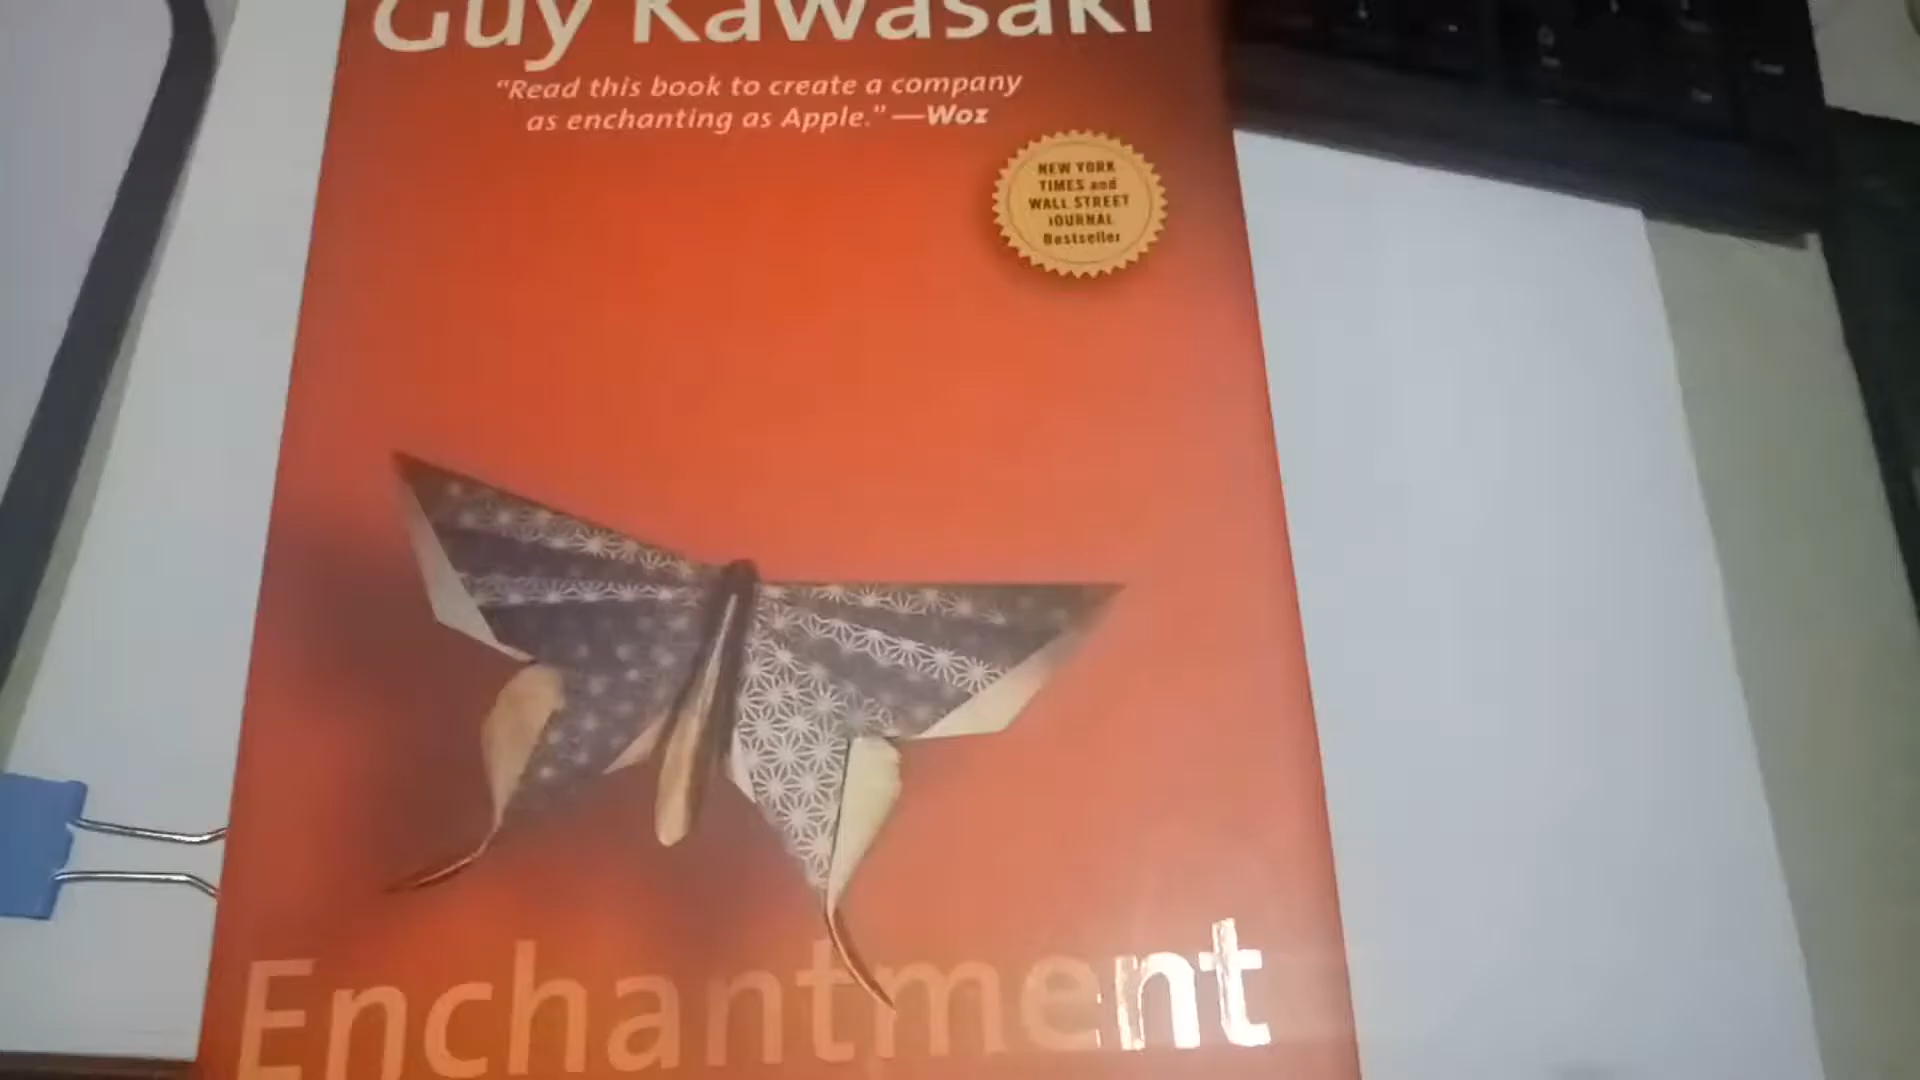 Guy Kawasaki
“Read this book to create a company
as enchanting as Apple.” —Woz
NEW YORK
TIMES and
WALL STREET
JOURNAL
Bestseller
Enchantment